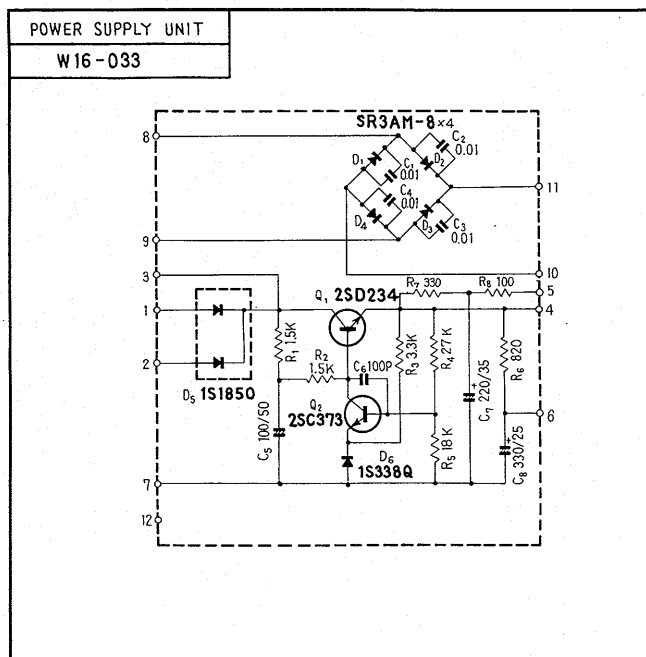 POWER SUPPLY UNIT
W16-033
SR3AM-8×4
8
C2
0.01
D1
C1
0.01
D2
11
C4
0.01
D4
D3
C3
0.01
9
3
10
R7 330
R8 100
5
1
Q1 2SD234
4
R1 1.5K
R3 3.3K
R4 27K
R6 820
2
R2
1.5K
C6 100P
D5 1S1850
Q2
2SC373
C7 220/35
+
6
C5 100/50
D6
1S338Q
R5 18K
+
C8 330/25
7
12